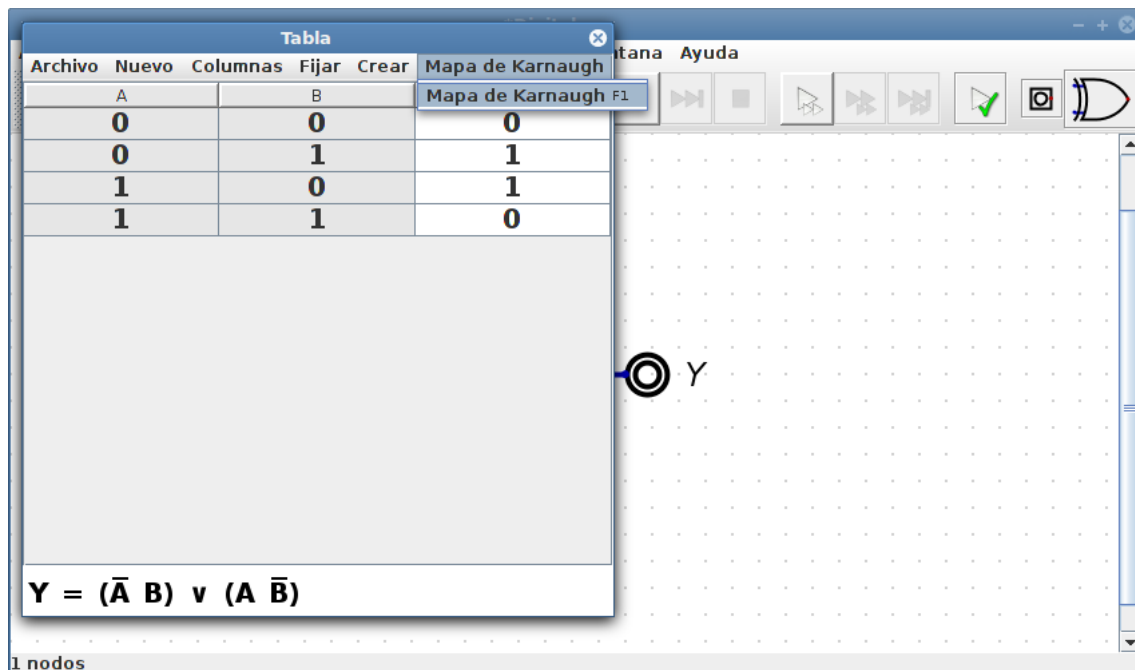 Tabla
tana Ayuda
Archivo Nuevo Columnas Fijar Crear Mapa de Karnaugh
Mapa de Karnaugh F1
A B
0 0 0
0 1 1
1 0 1
1 1 0
Y
Y = (A̅ B) ∨ (A B̅)
1 nodos